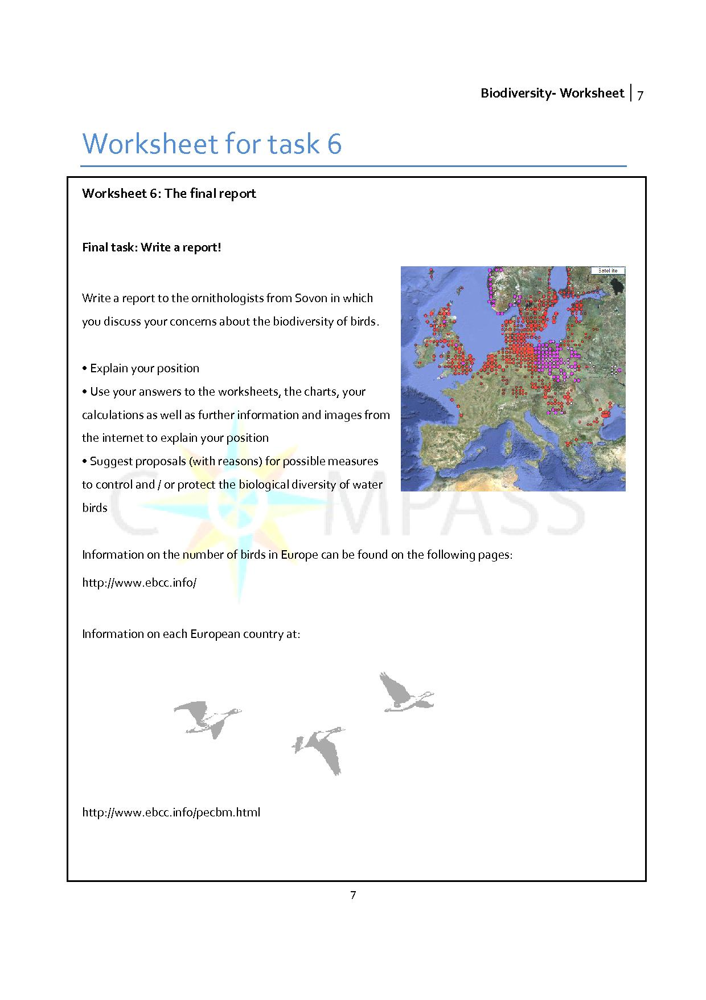 Biodiversity- Worksheet 7
Worksheet for task 6
Worksheet 6: The final report
Final task: Write a report!
Satellite
Write a report to the ornithologists from Sovon in which
you discuss your concerns about the biodiversity of birds.
• Explain your position
• Use your answers to the worksheets, the charts, your
calculations as well as further information and images from
the internet to explain your position
• Suggest proposals (with reasons) for possible measures
to control and / or protect the biological diversity of water
birds
C MPASS
Information on the number of birds in Europe can be found on the following pages:
http://www.ebcc.info/
Information on each European country at:
http://www.ebcc.info/pecbm.html
7